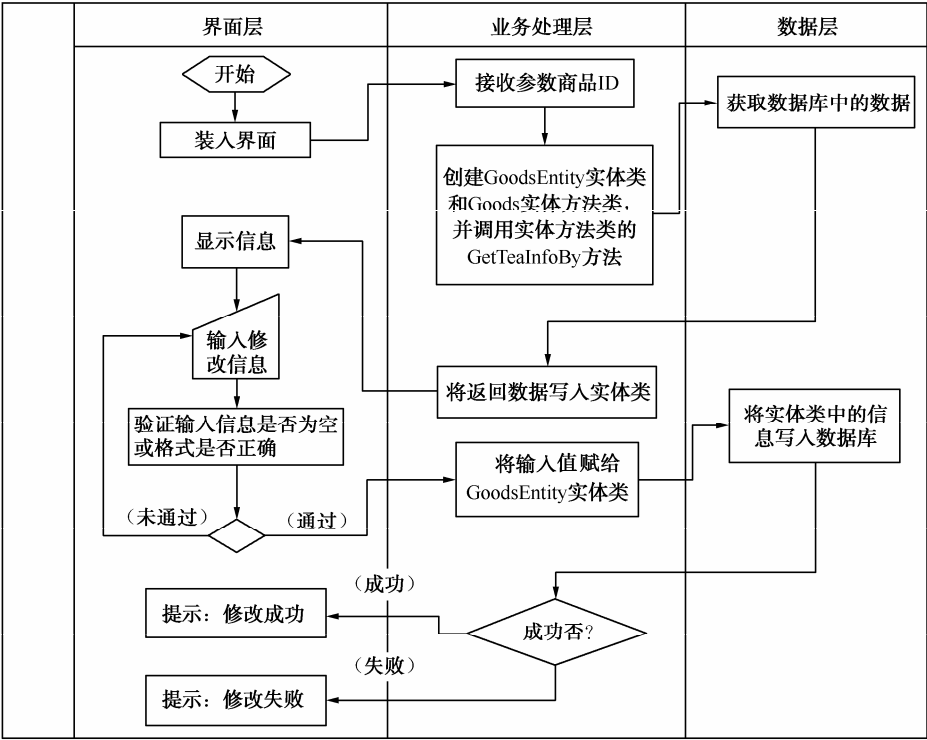 界面层
业务处理层
数据层
开始
装入界面
接收参数商品ID
获取数据库中的数据
创建GoodsEntity实体类
和Goods实体方法类，
并调用实体方法类的
GetTeaInfoBy方法
显示信息
输入修
改信息
将返回数据写入实体类
验证输入信息是否为空
或格式是否正确
将实体类中的信
息写入数据库
将输入值赋给
GoodsEntity实体类
（未通过）
（通过）
（成功）
提示：修改成功
成功否？
（失败）
提示：修改失败